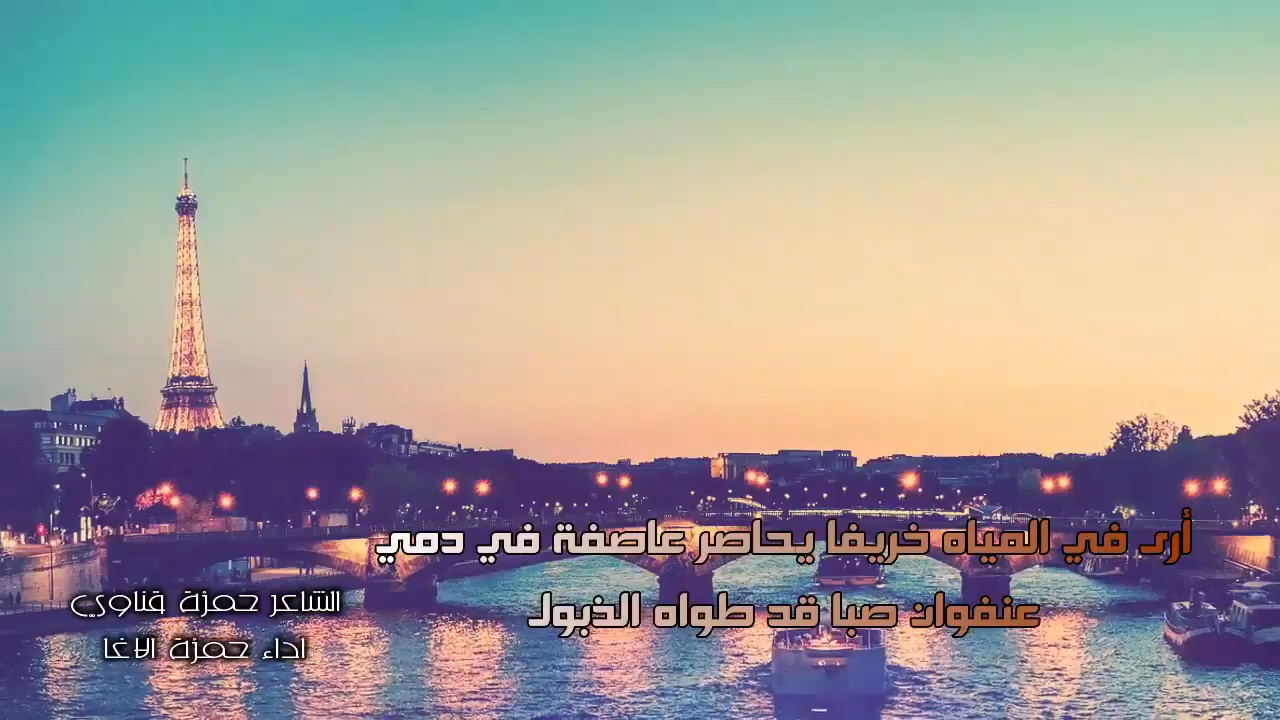 أرى في المياه خريفا يحاصر عاصفة في دمي
عنفوان صبا قد طواه الذبول
الشاعر حمزة قناوي
اداء حمزة الاغا